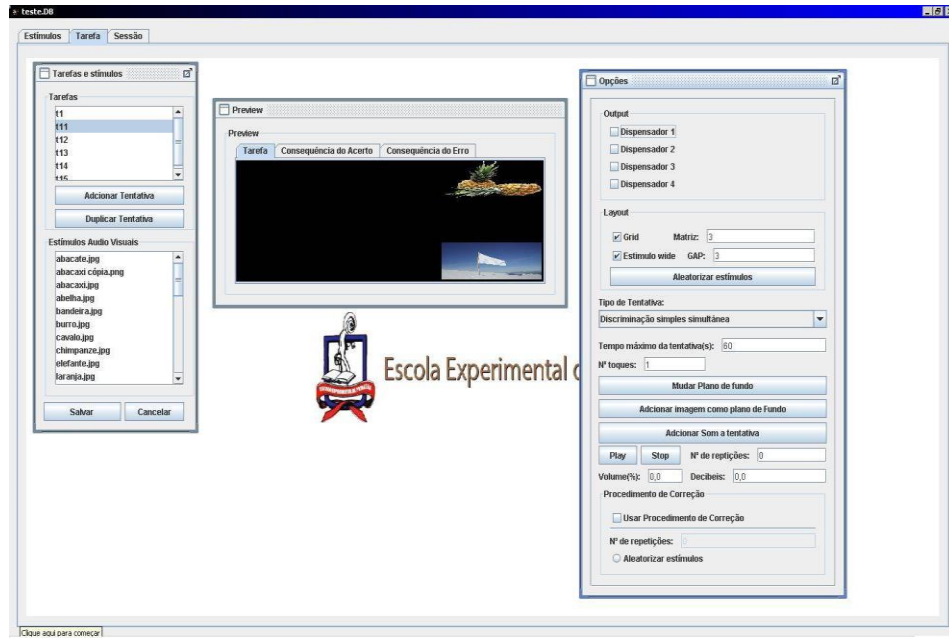 teste.DB
Estímulos Tarefa Sessão
Tarefas e stimulos
Tarefas
t1
t11
t12
t13
t14
t15
Adcionar Tentativa
Duplicar Tentativa
Estímulos Audio Visuais
abacate.jpg
abacaxi cópia.png
abacaxi.jpg
abelha.jpg
bandeira.jpg
burro.jpg
cavalo.jpg
chimpanze.jpg
elefante.jpg
laranja.jpg
Salvar Cancelar
Preview
Preview
Tarefa Consequência do Acerto Consequência do Erro
Escola Experimental d
Opções
Output
Dispensador 1
Dispensador 2
Dispensador 3
Dispensador 4
Layout
Grid Matriz: 3
Estimulo wide GAP: 3
Aleatorizar estímulos
Tipo de Tentativa:
Discriminação simples simultânea
Tempo máximo da tentativa(s): 60
Nº toques: 1
Mudar Plano de fundo
Adcionar imagem como plano de Fundo
Adcionar Som a tentativa
Play Stop Nº de reptições: 0
Volume(%): 0,0 Decibeis: 0,0
Procedimento de Correção
Usar Procedimento de Correção
Nº de repetições: 0
Aleatorizar estímulos
Clique aqui para começar